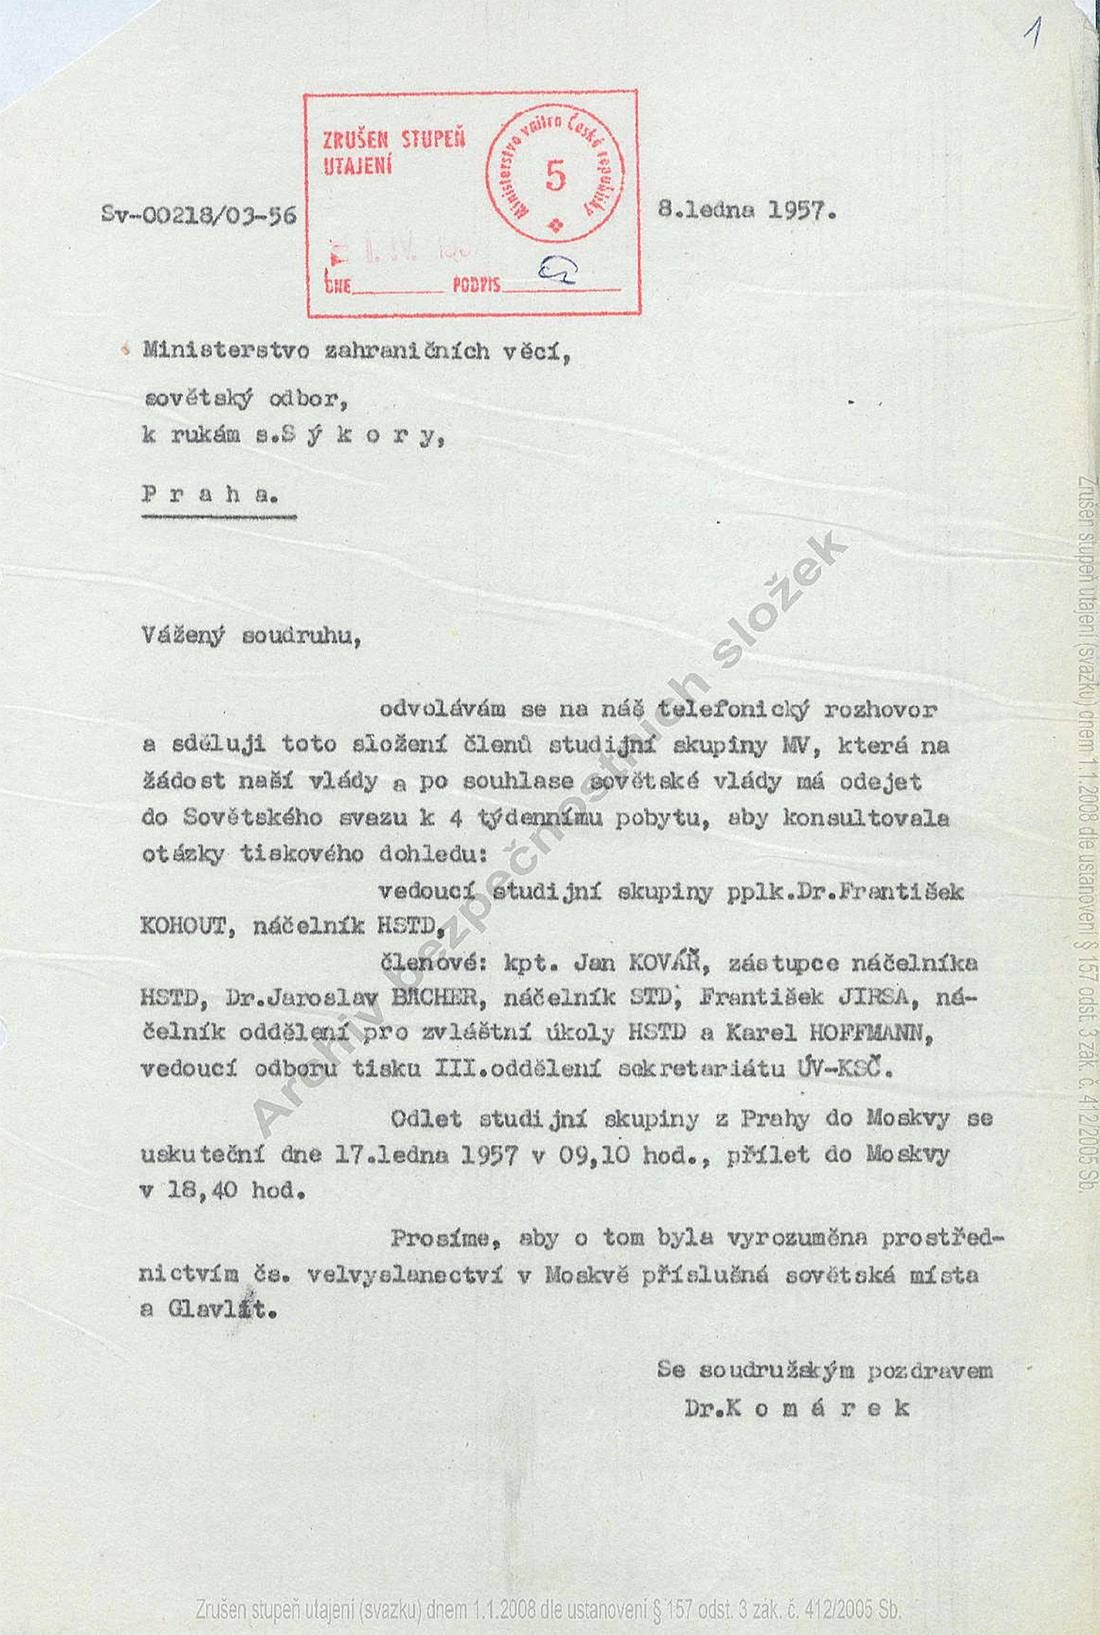 1
ZRUŠEN STUPEŇ
UTAJENÍ
Ministerstvo vnitra České republiky
5
DNE PODPIS
Sv-00218/03-56
8.ledna 1957.
Ministerstvo zahraničních věcí,
sovětský odbor,
k rukám s.S ý k o r y,
P r a h a.
Vážený soudruhu,
odvolávám se na náš telefonický rozhovor
a sděluji toto složení členů studijní skupiny MV, která na
žádost naší vlády a po souhlase sovětské vlády má odejet
do Sovětského svazu k 4 týdennímu pobytu, aby konsultovala
otázky tiskového dohledu:
vedoucí studijní skupiny pplk.Dr.František
KOHOUT, náčelník HSTD,
členové: kpt. Jan KOVÁŘ, zástupce náčelníka
HSTD, Dr.Jaroslav BÄCHER, náčelník STD, František JIRSA, ná-
čelník oddělení pro zvláštní úkoly HSTD a Karel HOFFMANN,
vedoucí odboru tisku III.oddělení sekretariátu ÚV-KSČ.
Odlet studijní skupiny z Prahy do Moskvy se
uskuteční dne 17.ledna 1957 v 09,10 hod., přílet do Moskvy
v 18,40 hod.
Prosíme, aby o tom byla vyrozuměna prostřed-
nictvím čs. velvyslanectví v Moskvě příslušná sovětská místa
a Glavlit.
Se soudružským pozdravem
Dr.K o m á r e k
Archiv bezpečnostních složek
Zrušen stupeň utajení (svazku) dnem 1.1.2008 dle ustanovení § 157 odst. 3 zák. č. 412/2005 Sb.
Zrušen stupeň utajení (svazku) dnem 1.1.2008 dle ustanovení § 157 odst. 3 zák. č. 412/2005 Sb.